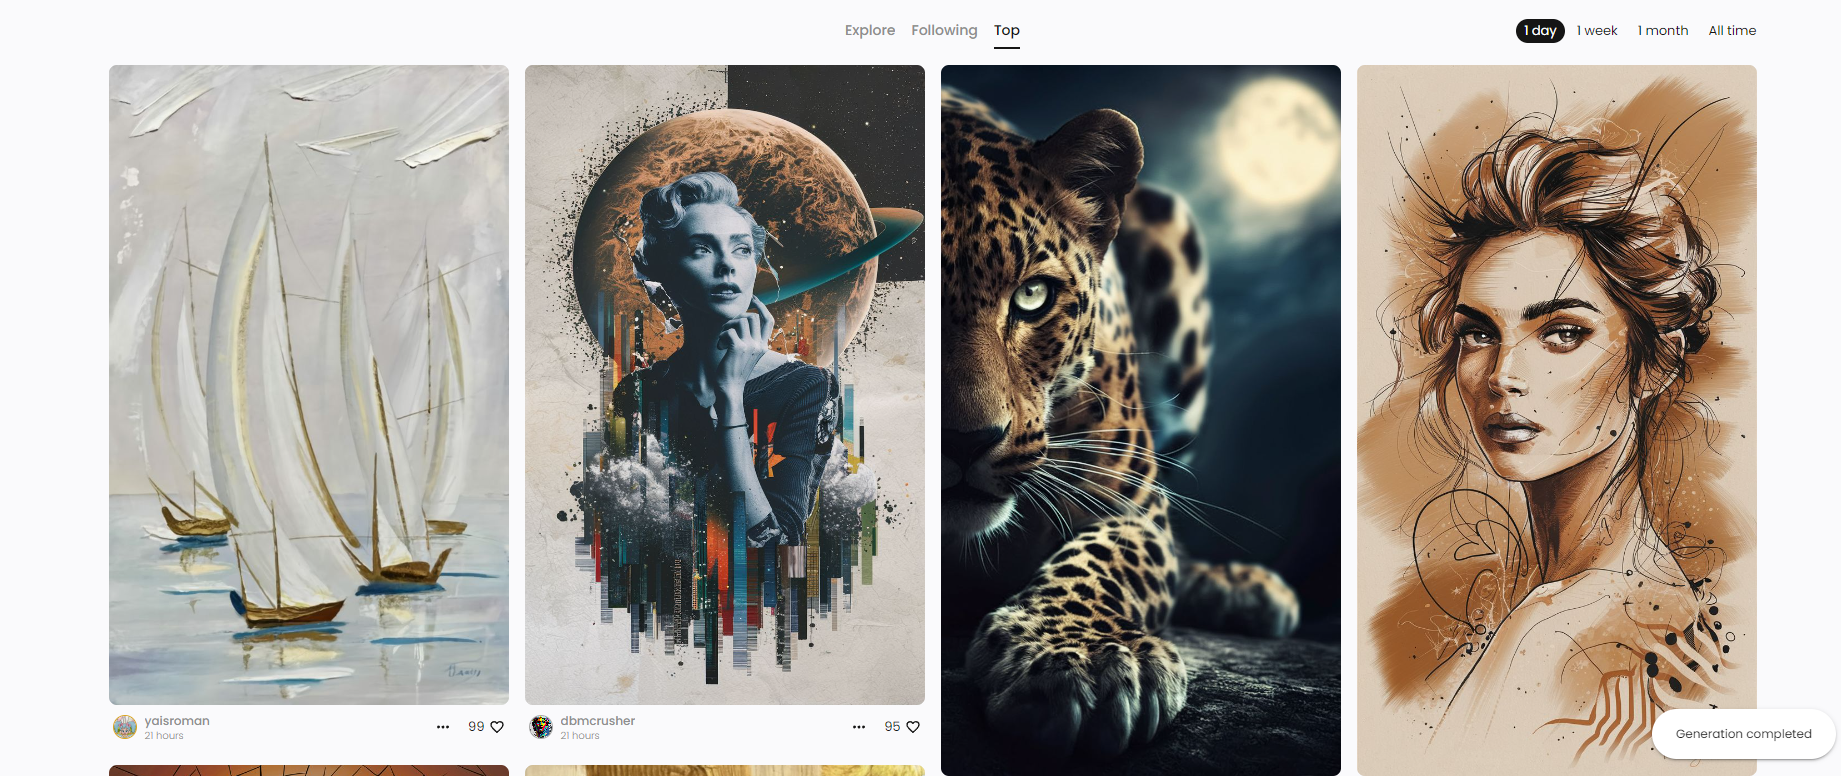 Explore Following Top
1 day 1 week 1 month All time
yaisroman
21 hours
99
dbmcrusher
21 hours
95
Generation completed